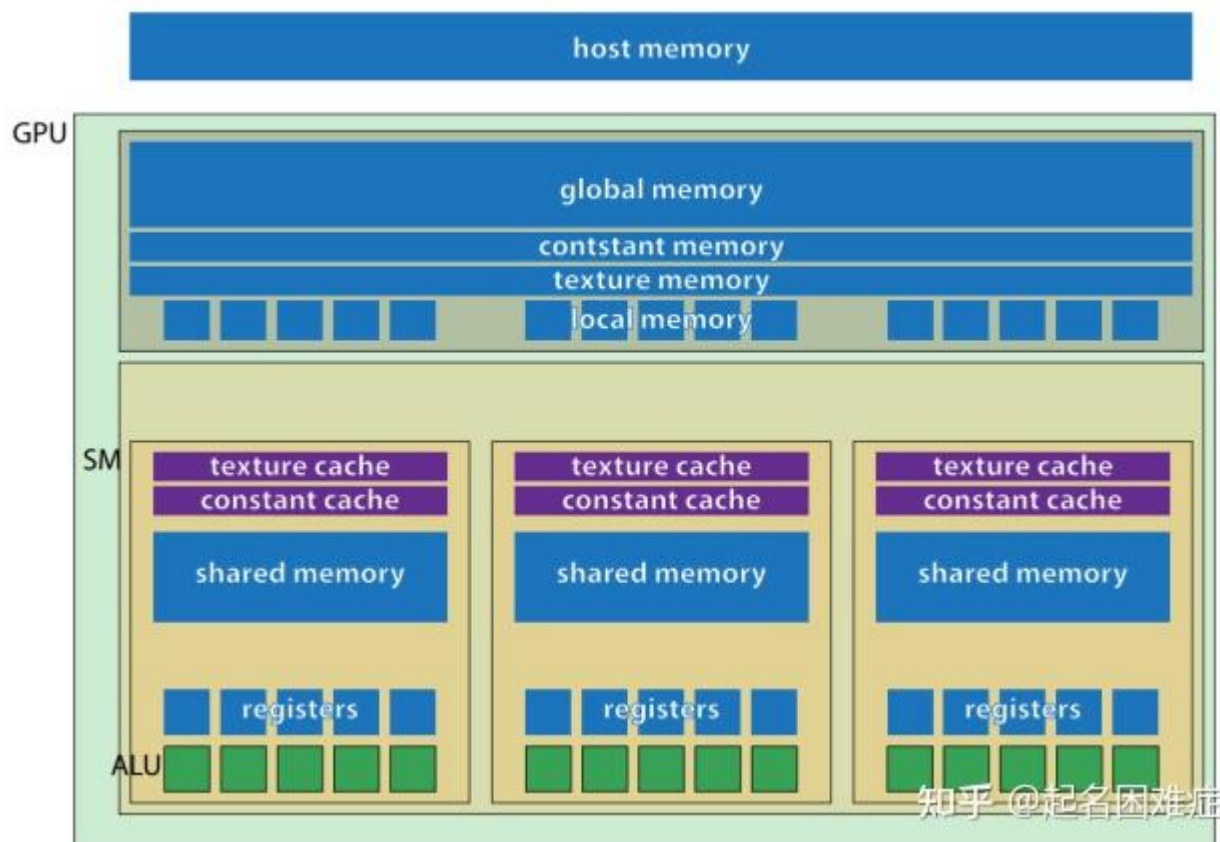 host memory
GPU
global memory
contstant memory
texture memory
local memory
SM
texture cache texture cache texture cache
constant cache constant cache constant cache
shared memory shared memory shared memory
registers registers registers
ALU
知乎 @起名困难症